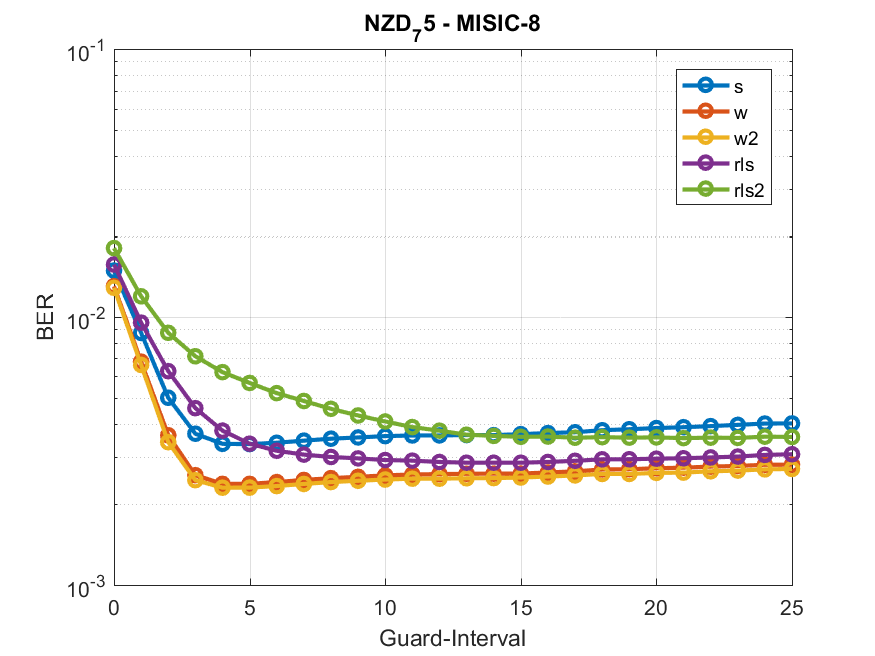 NZD₇5 - MISIC-8
10⁻¹
10⁻²
10⁻³
BER
0 5 10 15 20 25
Guard-Interval
s
w
w2
rls
rls2